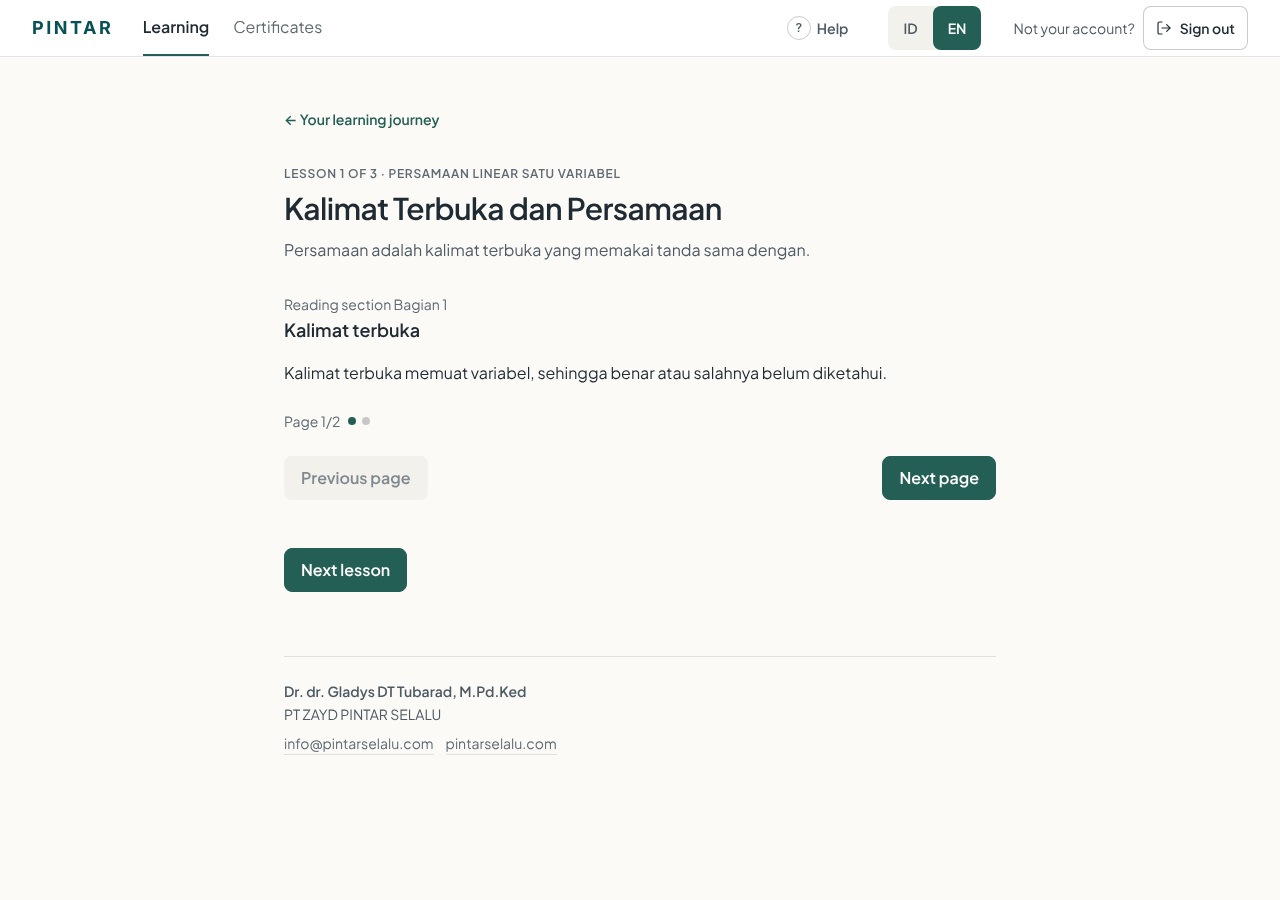 PINTAR
Learning
Certificates
? Help
ID
EN
Not your account?
Sign out
← Your learning journey
LESSON 1 OF 3 · PERSAMAAN LINEAR SATU VARIABEL
Kalimat Terbuka dan Persamaan
Persamaan adalah kalimat terbuka yang memakai tanda sama dengan.
Reading section Bagian 1
Kalimat terbuka
Kalimat terbuka memuat variabel, sehingga benar atau salahnya belum diketahui.
Page 1/2
Previous page
Next page
Next lesson
Dr. dr. Gladys DT Tubarad, M.Pd.Ked
PT ZAYD PINTAR SELALU
info@pintarselalu.com pintarselalu.com